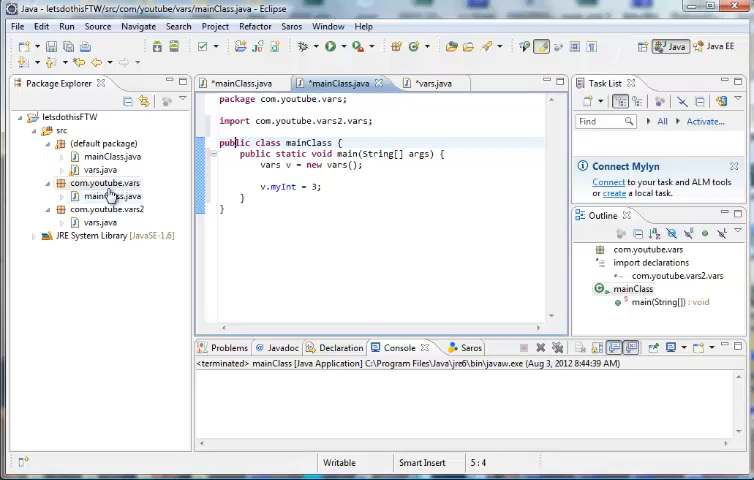 Java - letsdothisFTW/src/com/youtube/vars/mainClass.java - Eclipse
File Edit Run Source Navigate Search Project Refactor Saros Window Help
Java Java EE
Package Explorer
letsdothisFTW
src
(default package)
mainClass.java
vars.java
com.youtube.vars
mainClass.java
com.youtube.vars2
vars.java
JRE System Library [JavaSE-1.6]
*mainClass.java *mainClass.java *vars.java
package com.youtube.vars;
import com.youtube.vars2.vars;
public class mainClass {
public static void main(String[] args) {
vars v = new vars();
v.myInt = 3;
}
}
Task List
Find All Activate...
Connect Mylyn
Connect to your task and ALM tools
or create a local task.
Outline
com.youtube.vars
import declarations
com.youtube.vars2.vars
mainClass
main(String[]) : void
Problems Javadoc Declaration Console Saros
<terminated> mainClass [Java Application] C:\Program Files\Java\jre6\bin\javaw.exe (Aug 3, 2012 8:44:39 AM)
Writable Smart Insert 5 : 4